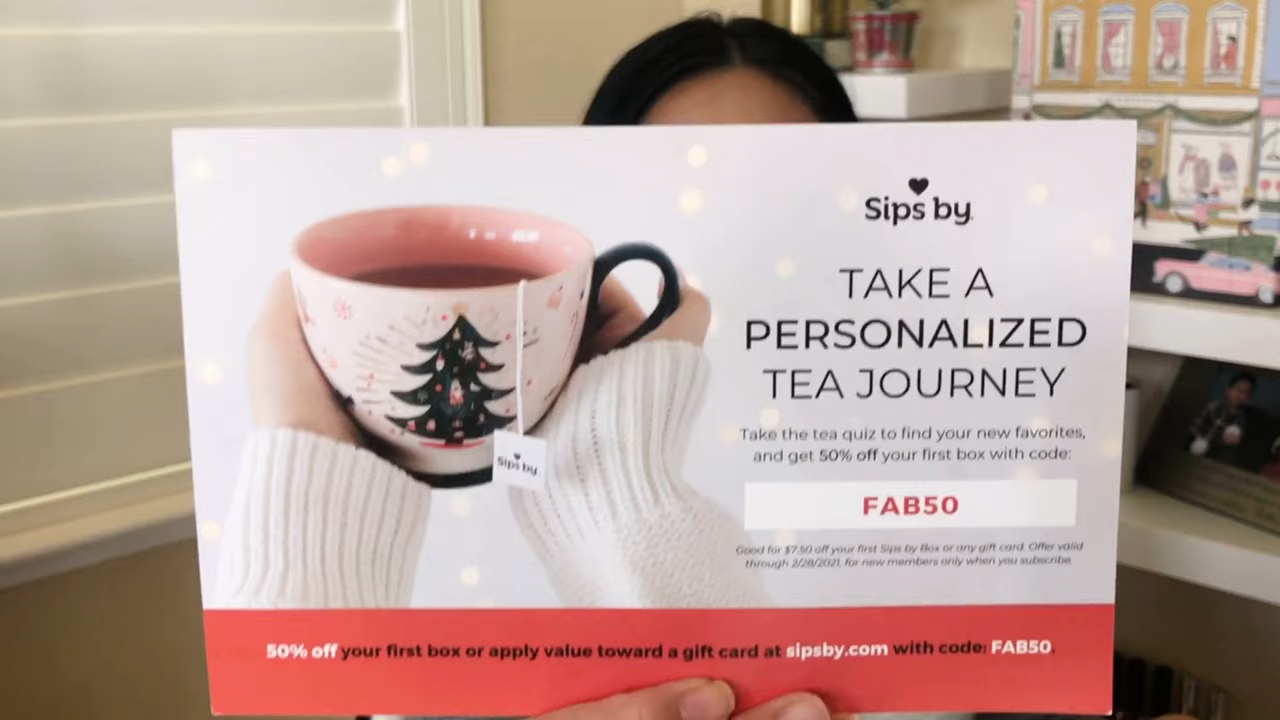 Sips by
TAKE A
PERSONALIZED
TEA JOURNEY
Take the tea quiz to find your new favorites,
and get 50% off your first box with code:
FAB50
Good for $7.50 off your first Sips by Box or any gift card. Offer valid
through 2/28/2021, for new members only when you subscribe.
Sips by.
50% off your first box or apply value toward a gift card at sipsby.com with code: FAB50.